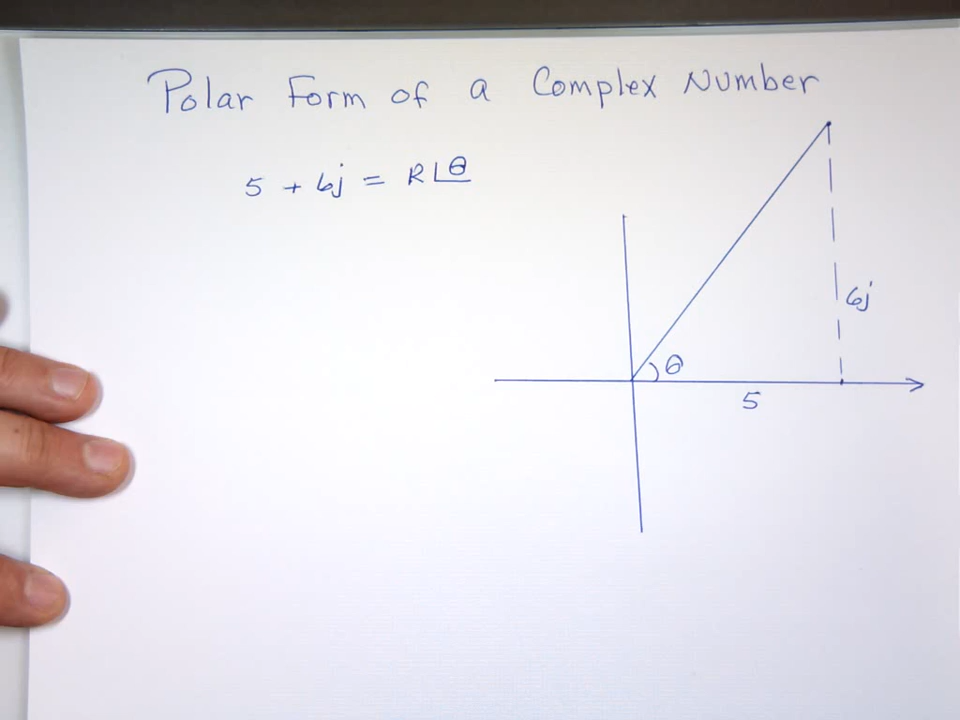 Polar Form of a Complex Number
5 + 6j = R∠θ
6j
θ
5